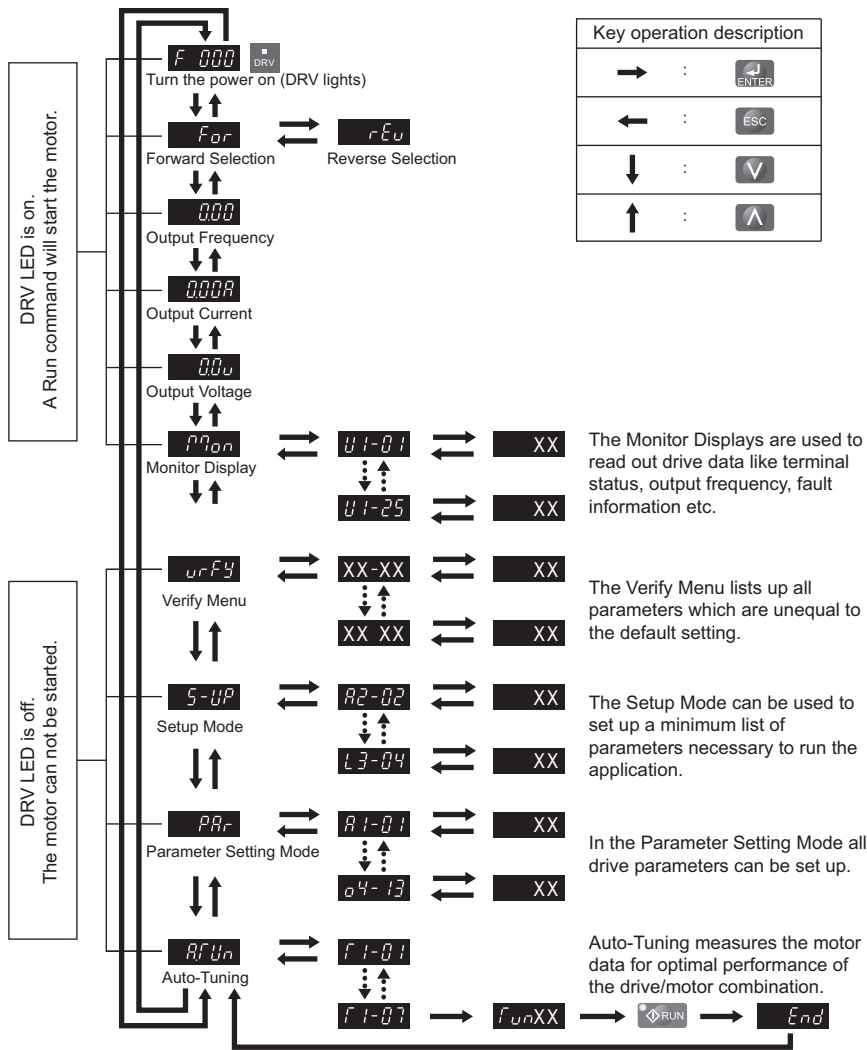 F 000
DRV
Turn the power on (DRV lights)
For
rEv
Forward Selection
Reverse Selection
0.00
Output Frequency
0.00A
Output Current
0.0v
Output Voltage
Mon
U1-01
XX
Monitor Display
U1-25
XX
The Monitor Displays are used to
read out drive data like terminal
status, output frequency, fault
information etc.
DRV LED is on.
A Run command will start the motor.
Key operation description
→ : ENTER
← : ESC
↓ : V
↑ : Λ
vrFY
XX-XX
XX
Verify Menu
XX XX
XX
The Verify Menu lists up all
parameters which are unequal to
the default setting.
S-UP
A2-02
XX
Setup Mode
L3-04
XX
The Setup Mode can be used to
set up a minimum list of
parameters necessary to run the
application.
PAr
A1-01
XX
Parameter Setting Mode
o4-13
XX
In the Parameter Setting Mode all
drive parameters can be set up.
A.TUn
T1-01
Auto-Tuning
T1-07
TunXX
RUN
End
Auto-Tuning measures the motor
data for optimal performance of
the drive/motor combination.
DRV LED is off.
The motor can not be started.